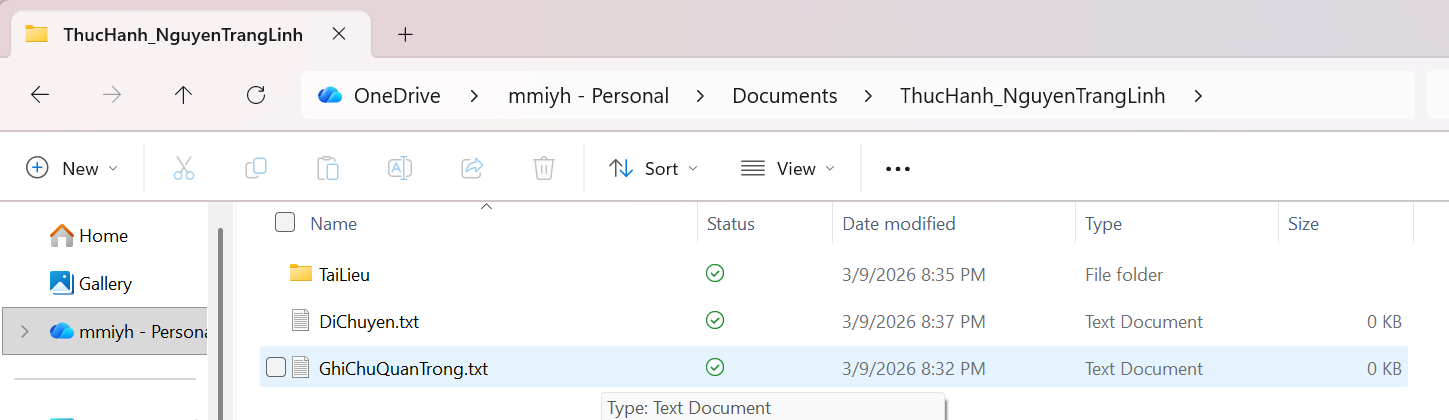 ThucHanh_NguyenTrangLinh
OneDrive > mmiyh - Personal > Documents > ThucHanh_NguyenTrangLinh >
New Sort View
Name Status Date modified Type Size
Home
Gallery
mmiyh - Persona
TaiLieu 3/9/2026 8:35 PM File folder
DiChuyen.txt 3/9/2026 8:37 PM Text Document 0 KB
GhiChuQuanTrong.txt 3/9/2026 8:32 PM Text Document 0 KB
Type: Text Document